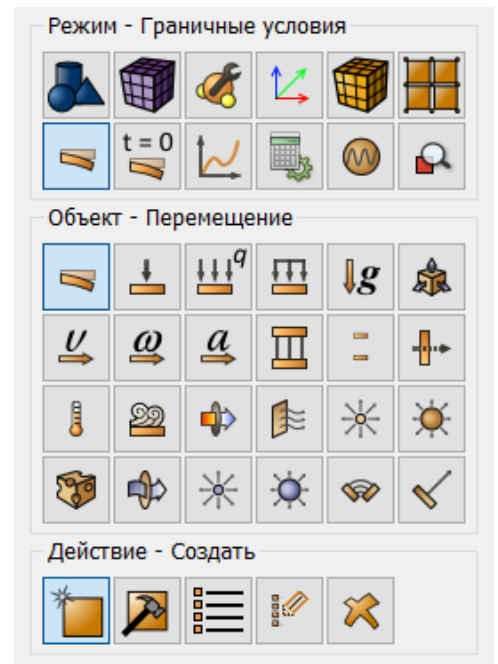 Режим - Граничные условия
t = 0
Объект - Перемещение
q
g
υ
ω
a
Действие - Создать